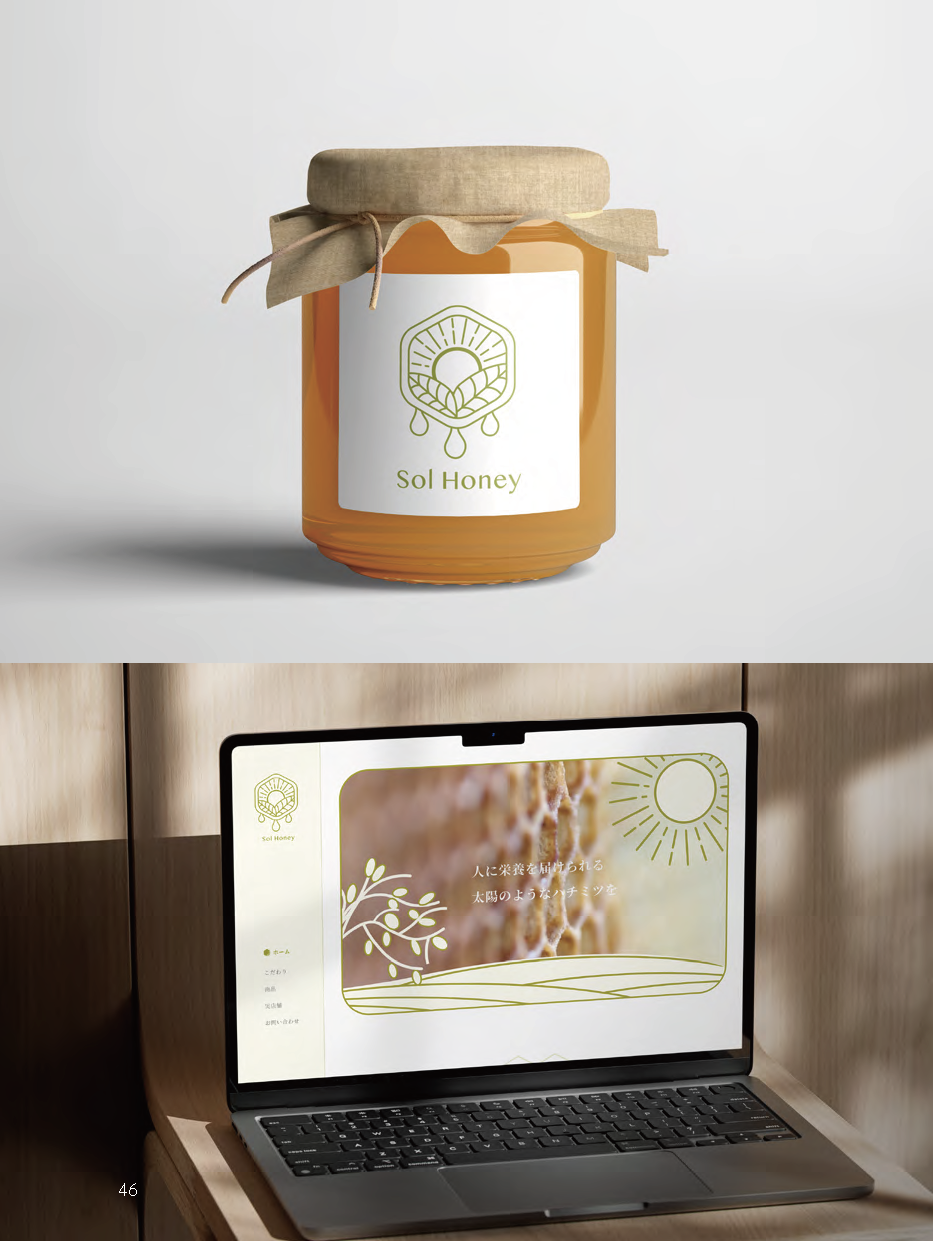 Sol Honey
Sol Honey
人に栄養を届けられる
太陽のようなハチミツを
ホーム
こだわり
商品
実店舗
お問い合わせ
46